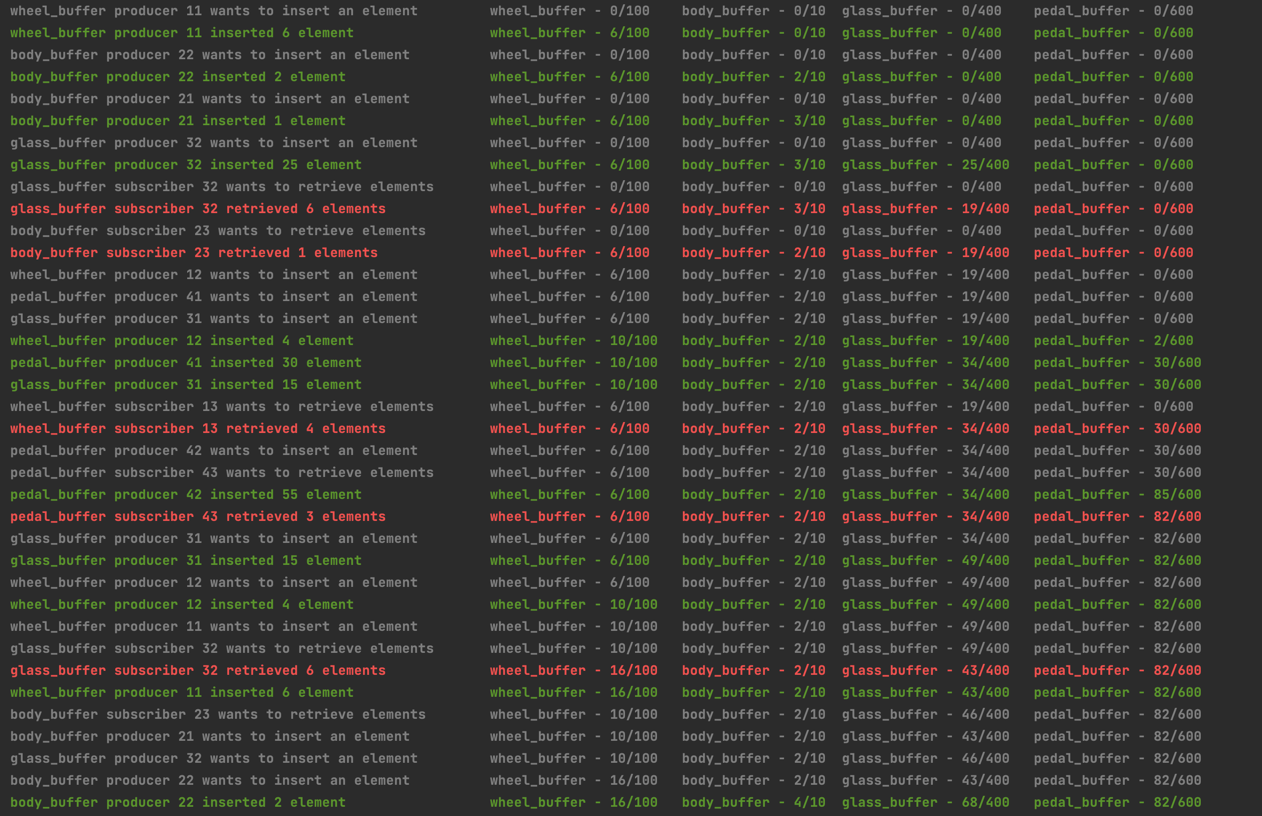 wheel_buffer producer 11 wants to insert an element wheel_buffer - 0/100 body_buffer - 0/10 glass_buffer - 0/400 pedal_buffer - 0/600
wheel_buffer producer 11 inserted 6 element wheel_buffer - 6/100 body_buffer - 0/10 glass_buffer - 0/400 pedal_buffer - 0/600
body_buffer producer 22 wants to insert an element wheel_buffer - 0/100 body_buffer - 0/10 glass_buffer - 0/400 pedal_buffer - 0/600
body_buffer producer 22 inserted 2 element wheel_buffer - 6/100 body_buffer - 2/10 glass_buffer - 0/400 pedal_buffer - 0/600
body_buffer producer 21 wants to insert an element wheel_buffer - 0/100 body_buffer - 0/10 glass_buffer - 0/400 pedal_buffer - 0/600
body_buffer producer 21 inserted 1 element wheel_buffer - 6/100 body_buffer - 3/10 glass_buffer - 0/400 pedal_buffer - 0/600
glass_buffer producer 32 wants to insert an element wheel_buffer - 0/100 body_buffer - 0/10 glass_buffer - 0/400 pedal_buffer - 0/600
glass_buffer producer 32 inserted 25 element wheel_buffer - 6/100 body_buffer - 3/10 glass_buffer - 25/400 pedal_buffer - 0/600
glass_buffer subscriber 32 wants to retrieve elements wheel_buffer - 0/100 body_buffer - 0/10 glass_buffer - 0/400 pedal_buffer - 0/600
glass_buffer subscriber 32 retrieved 6 elements wheel_buffer - 6/100 body_buffer - 3/10 glass_buffer - 19/400 pedal_buffer - 0/600
body_buffer subscriber 23 wants to retrieve elements wheel_buffer - 0/100 body_buffer - 0/10 glass_buffer - 0/400 pedal_buffer - 0/600
body_buffer subscriber 23 retrieved 1 elements wheel_buffer - 6/100 body_buffer - 2/10 glass_buffer - 19/400 pedal_buffer - 0/600
wheel_buffer producer 12 wants to insert an element wheel_buffer - 6/100 body_buffer - 2/10 glass_buffer - 19/400 pedal_buffer - 0/600
pedal_buffer producer 41 wants to insert an element wheel_buffer - 6/100 body_buffer - 2/10 glass_buffer - 19/400 pedal_buffer - 0/600
glass_buffer producer 31 wants to insert an element wheel_buffer - 6/100 body_buffer - 2/10 glass_buffer - 19/400 pedal_buffer - 0/600
wheel_buffer producer 12 inserted 4 element wheel_buffer - 10/100 body_buffer - 2/10 glass_buffer - 19/400 pedal_buffer - 2/600
pedal_buffer producer 41 inserted 30 element wheel_buffer - 10/100 body_buffer - 2/10 glass_buffer - 34/400 pedal_buffer - 30/600
glass_buffer producer 31 inserted 15 element wheel_buffer - 10/100 body_buffer - 2/10 glass_buffer - 34/400 pedal_buffer - 30/600
wheel_buffer subscriber 13 wants to retrieve elements wheel_buffer - 6/100 body_buffer - 2/10 glass_buffer - 19/400 pedal_buffer - 0/600
wheel_buffer subscriber 13 retrieved 4 elements wheel_buffer - 6/100 body_buffer - 2/10 glass_buffer - 34/400 pedal_buffer - 30/600
pedal_buffer producer 42 wants to insert an element wheel_buffer - 6/100 body_buffer - 2/10 glass_buffer - 34/400 pedal_buffer - 30/600
pedal_buffer subscriber 43 wants to retrieve elements wheel_buffer - 6/100 body_buffer - 2/10 glass_buffer - 34/400 pedal_buffer - 30/600
pedal_buffer producer 42 inserted 55 element wheel_buffer - 6/100 body_buffer - 2/10 glass_buffer - 34/400 pedal_buffer - 85/600
pedal_buffer subscriber 43 retrieved 3 elements wheel_buffer - 6/100 body_buffer - 2/10 glass_buffer - 34/400 pedal_buffer - 82/600
glass_buffer producer 31 wants to insert an element wheel_buffer - 6/100 body_buffer - 2/10 glass_buffer - 34/400 pedal_buffer - 82/600
glass_buffer producer 31 inserted 15 element wheel_buffer - 6/100 body_buffer - 2/10 glass_buffer - 49/400 pedal_buffer - 82/600
wheel_buffer producer 12 wants to insert an element wheel_buffer - 6/100 body_buffer - 2/10 glass_buffer - 49/400 pedal_buffer - 82/600
wheel_buffer producer 12 inserted 4 element wheel_buffer - 10/100 body_buffer - 2/10 glass_buffer - 49/400 pedal_buffer - 82/600
wheel_buffer producer 11 wants to insert an element wheel_buffer - 10/100 body_buffer - 2/10 glass_buffer - 49/400 pedal_buffer - 82/600
glass_buffer subscriber 32 wants to retrieve elements wheel_buffer - 10/100 body_buffer - 2/10 glass_buffer - 49/400 pedal_buffer - 82/600
glass_buffer subscriber 32 retrieved 6 elements wheel_buffer - 16/100 body_buffer - 2/10 glass_buffer - 43/400 pedal_buffer - 82/600
wheel_buffer producer 11 inserted 6 element wheel_buffer - 16/100 body_buffer - 2/10 glass_buffer - 43/400 pedal_buffer - 82/600
body_buffer subscriber 23 wants to retrieve elements wheel_buffer - 10/100 body_buffer - 2/10 glass_buffer - 46/400 pedal_buffer - 82/600
body_buffer producer 21 wants to insert an element wheel_buffer - 10/100 body_buffer - 2/10 glass_buffer - 43/400 pedal_buffer - 82/600
glass_buffer producer 32 wants to insert an element wheel_buffer - 10/100 body_buffer - 2/10 glass_buffer - 46/400 pedal_buffer - 82/600
body_buffer producer 22 wants to insert an element wheel_buffer - 16/100 body_buffer - 2/10 glass_buffer - 43/400 pedal_buffer - 82/600
body_buffer producer 22 inserted 2 element wheel_buffer - 16/100 body_buffer - 4/10 glass_buffer - 68/400 pedal_buffer - 82/600